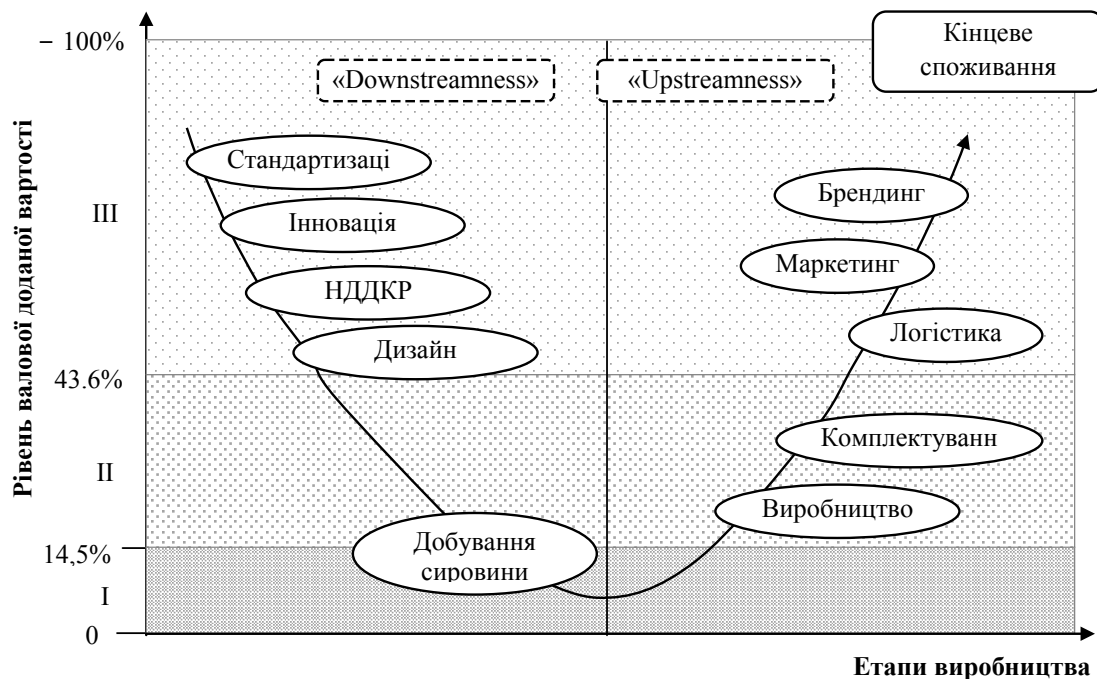 – 100%
Кінцеве
споживання
«Downstreamness»
«Upstreamness»
Рівень валової доданої вартості
III
Стандартизаці
Інновація
НДДКР
Дизайн
Брендинг
Маркетинг
Логістика
43.6%
II
Комплектуванн
Виробництво
Добування
сировини
14,5%
I
0
Етапи виробництва